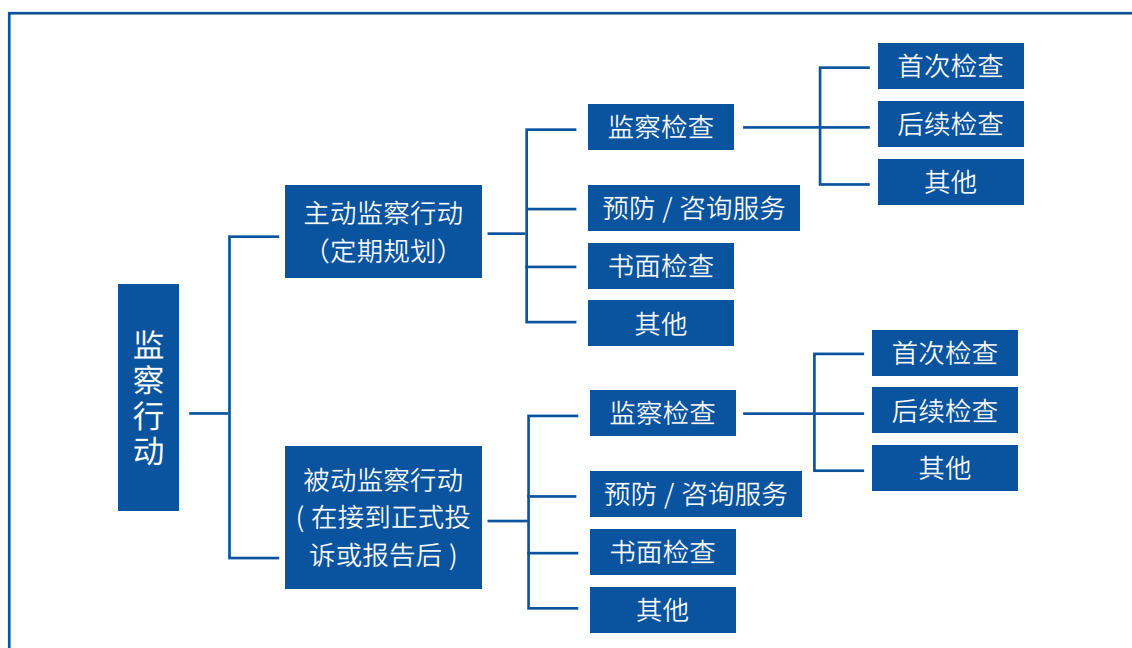 监察行动
主动监察行动
（定期规划）
监察检查
首次检查
后续检查
其他
预防 / 咨询服务
书面检查
其他
被动监察行动
( 在接到正式投
诉或报告后 )
监察检查
首次检查
后续检查
其他
预防 / 咨询服务
书面检查
其他